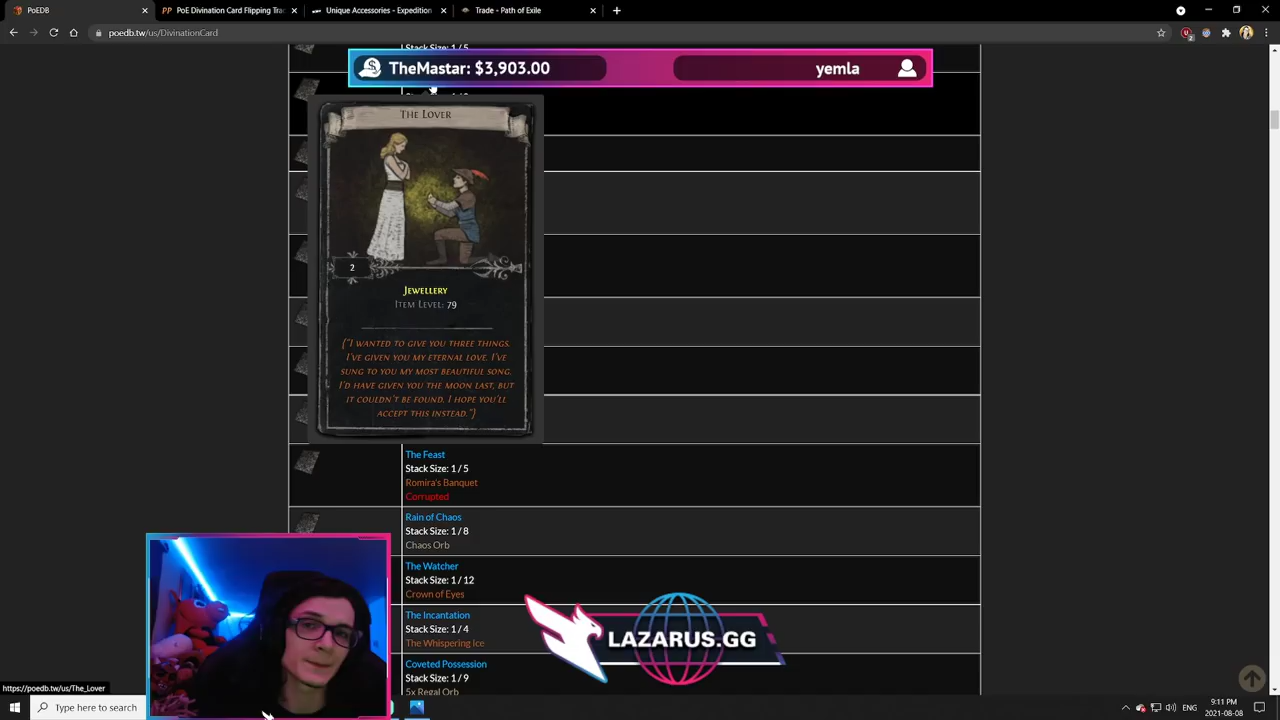 PoEDB
PoE Divination Card Flipping Trac
Unique Accessories - Expedition
Trade - Path of Exile
poedb.tw/us/DivinationCard
Stack Size: 1 / 5
TheMastar: $3,903.00
yemla
The Lover
2
Jewellery
Item Level: 79
{"I wanted to give you three things.
I've given you my eternal love. I've
sung to you my most beautiful song.
I'd have given you the moon last, but
it couldn't be found. I hope you'll
accept this instead."}
The Feast
Stack Size: 1 / 5
Romira's Banquet
Corrupted
Rain of Chaos
Stack Size: 1 / 8
Chaos Orb
The Watcher
Stack Size: 1 / 12
Crown of Eyes
The Incantation
Stack Size: 1 / 4
The Whispering Ice
LAZARUS.GG
Coveted Possession
Stack Size: 1 / 9
5x Regal Orb
https://poedb.tw/us/The_Lover
Type here to search
ENG
9:11 PM
2021-08-08